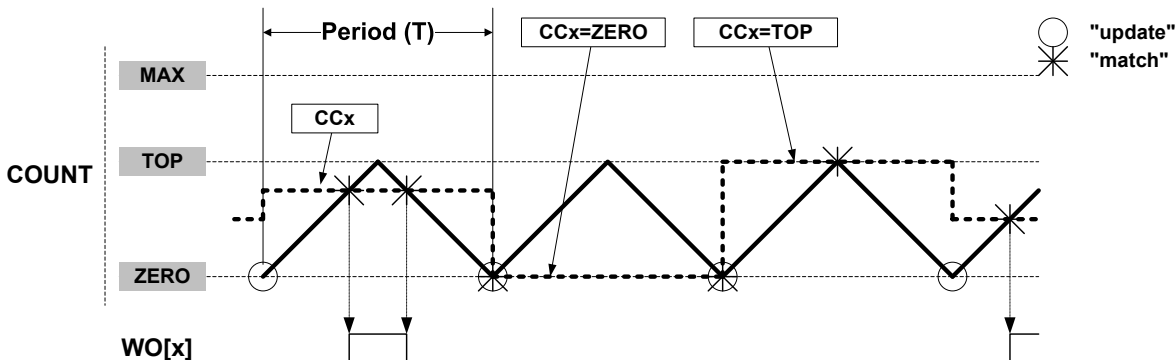 Period (T)
CCx=ZERO
CCx=TOP
"update"
"match"
MAX
CCx
TOP
COUNT
ZERO
WO[x]